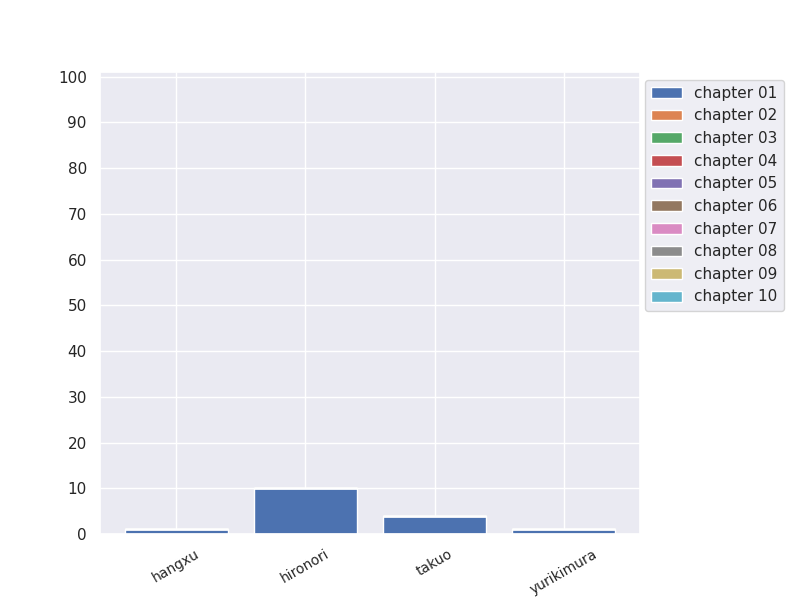 100
90
80
70
60
50
40
30
20
10
0
hangxu
hironori
takuo
yurikimura
chapter 01
chapter 02
chapter 03
chapter 04
chapter 05
chapter 06
chapter 07
chapter 08
chapter 09
chapter 10